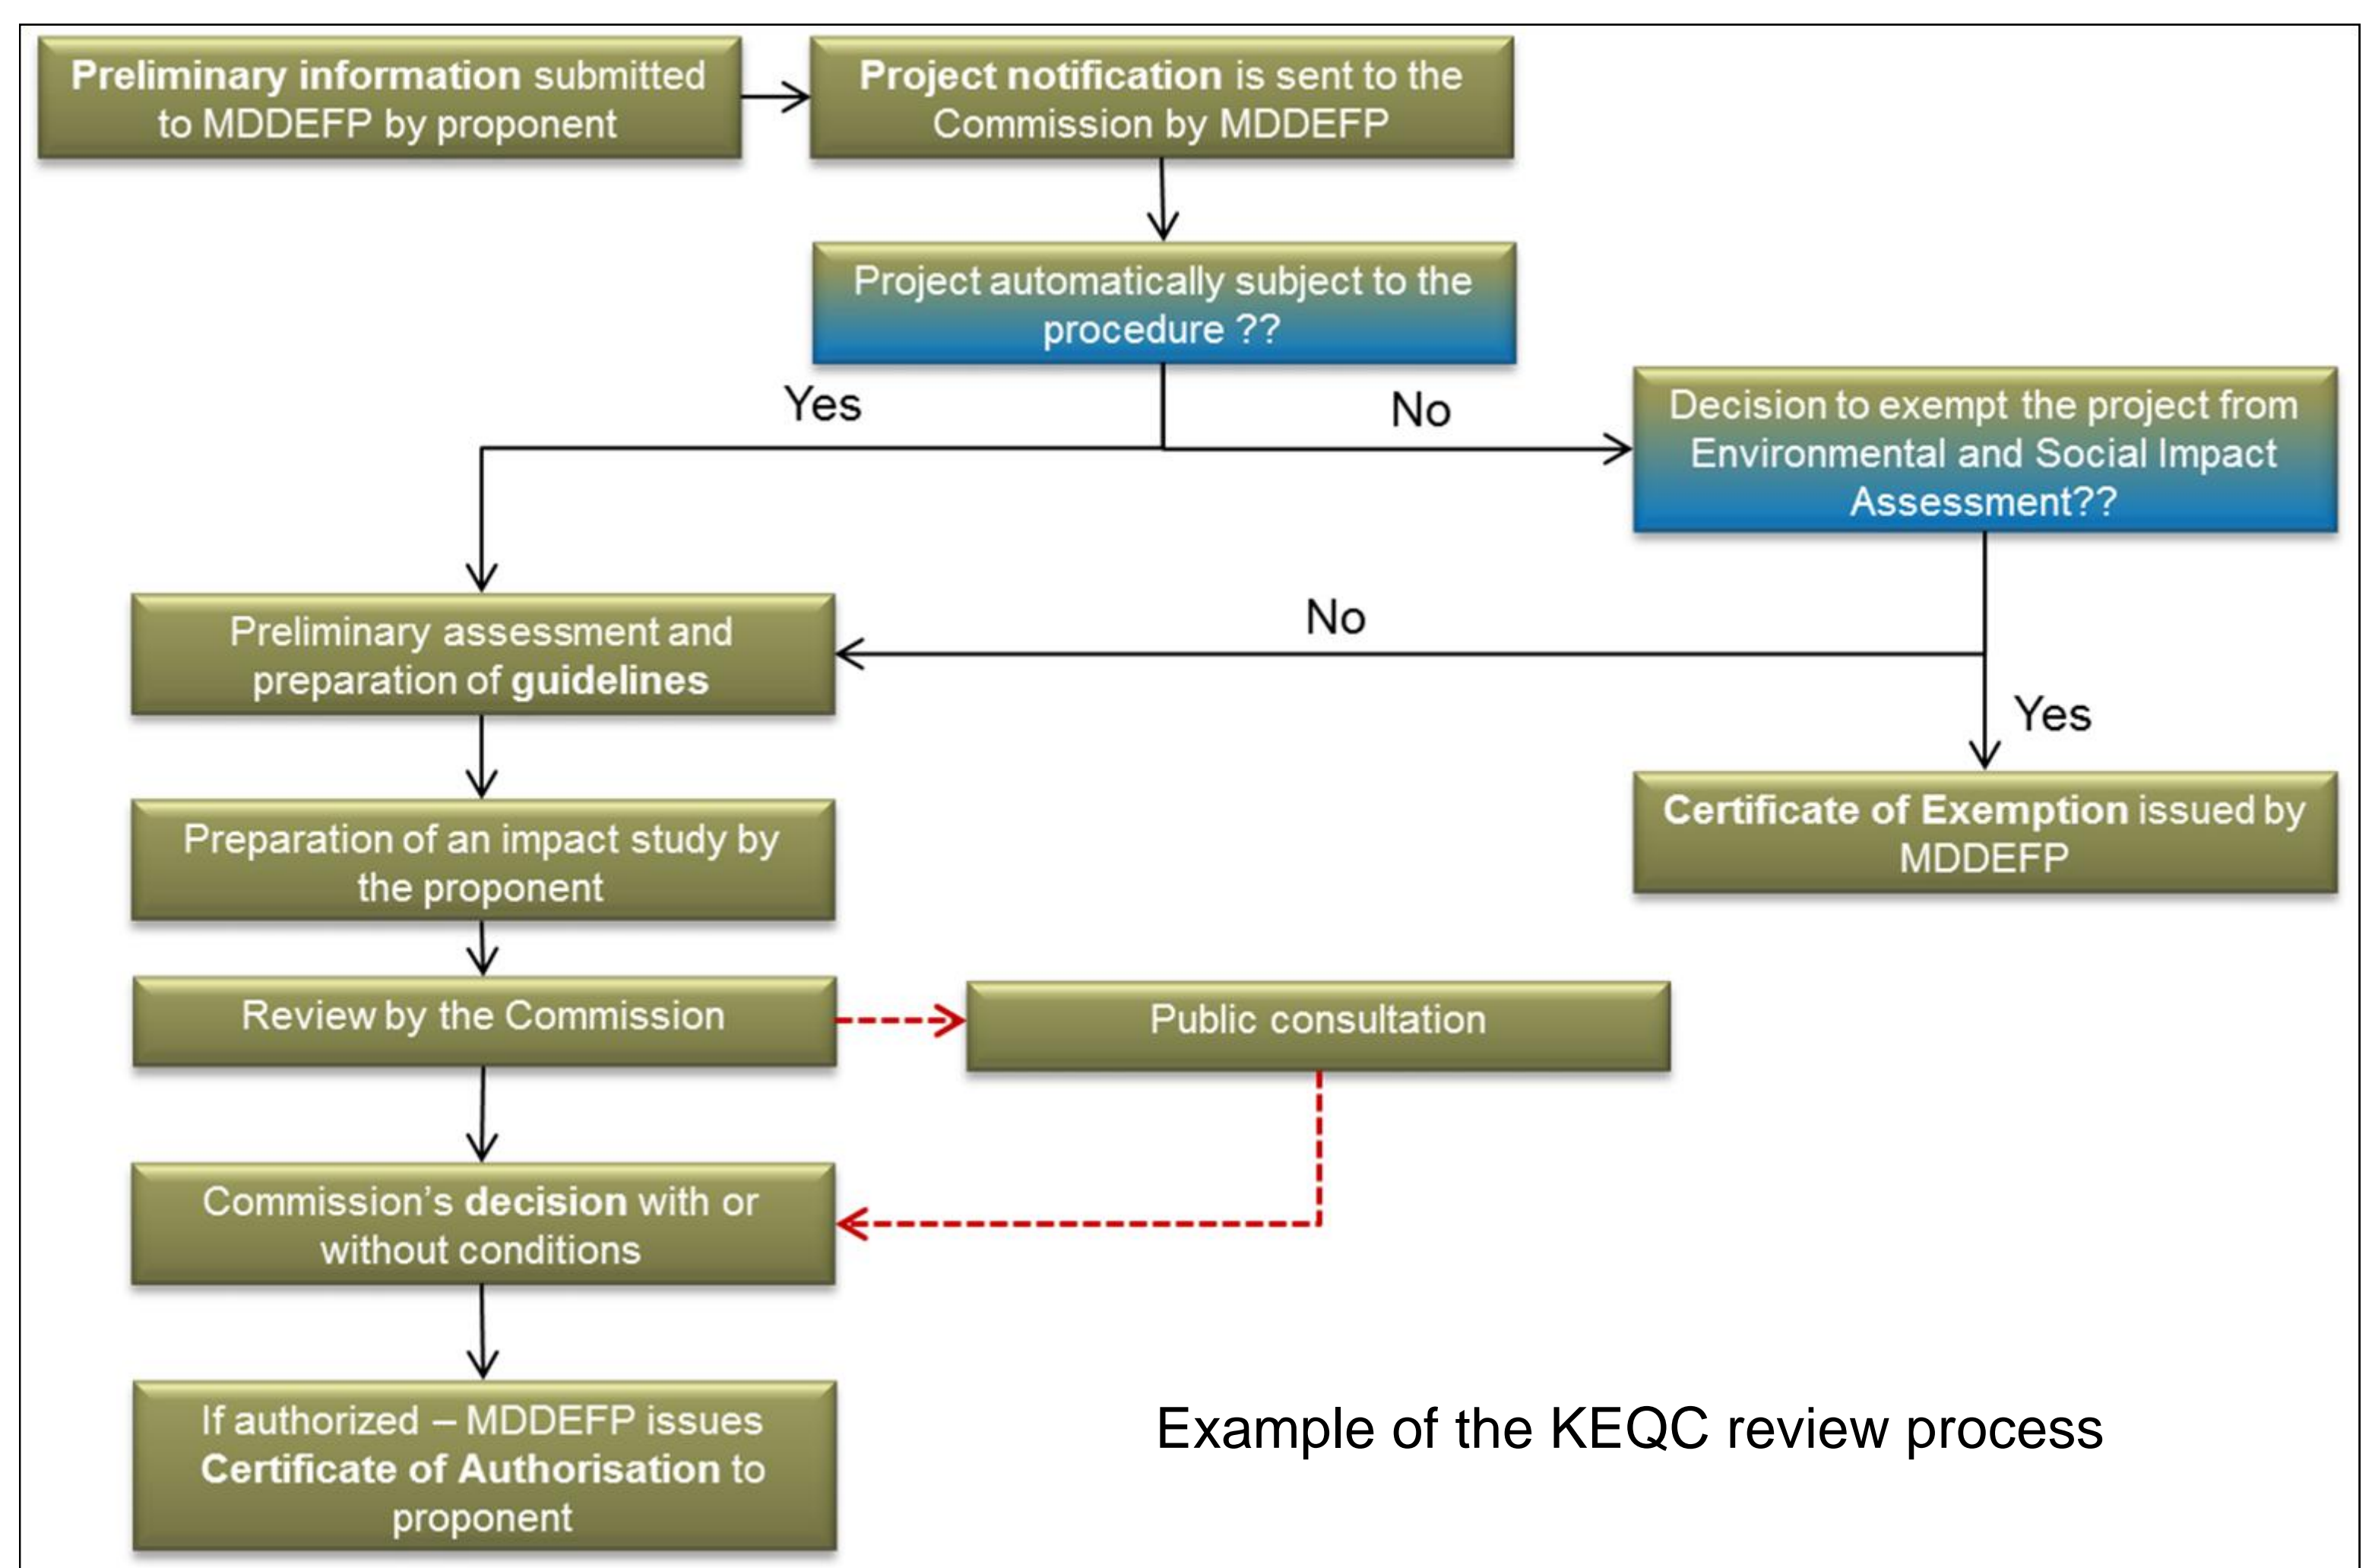 Preliminary information submitted
to MDDEFP by proponent
Project notification is sent to the
Commission by MDDEFP
Project automatically subject to the
procedure ??
Yes
No
Decision to exempt the project from
Environmental and Social Impact
Assessment??
Preliminary assessment and
preparation of guidelines
No
Yes
Certificate of Exemption issued by
MDDEFP
Preparation of an impact study by
the proponent
Review by the Commission
Public consultation
Commission’s decision with or
without conditions
If authorized – MDDEFP issues
Certificate of Authorisation to
proponent
Example of the KEQC review process